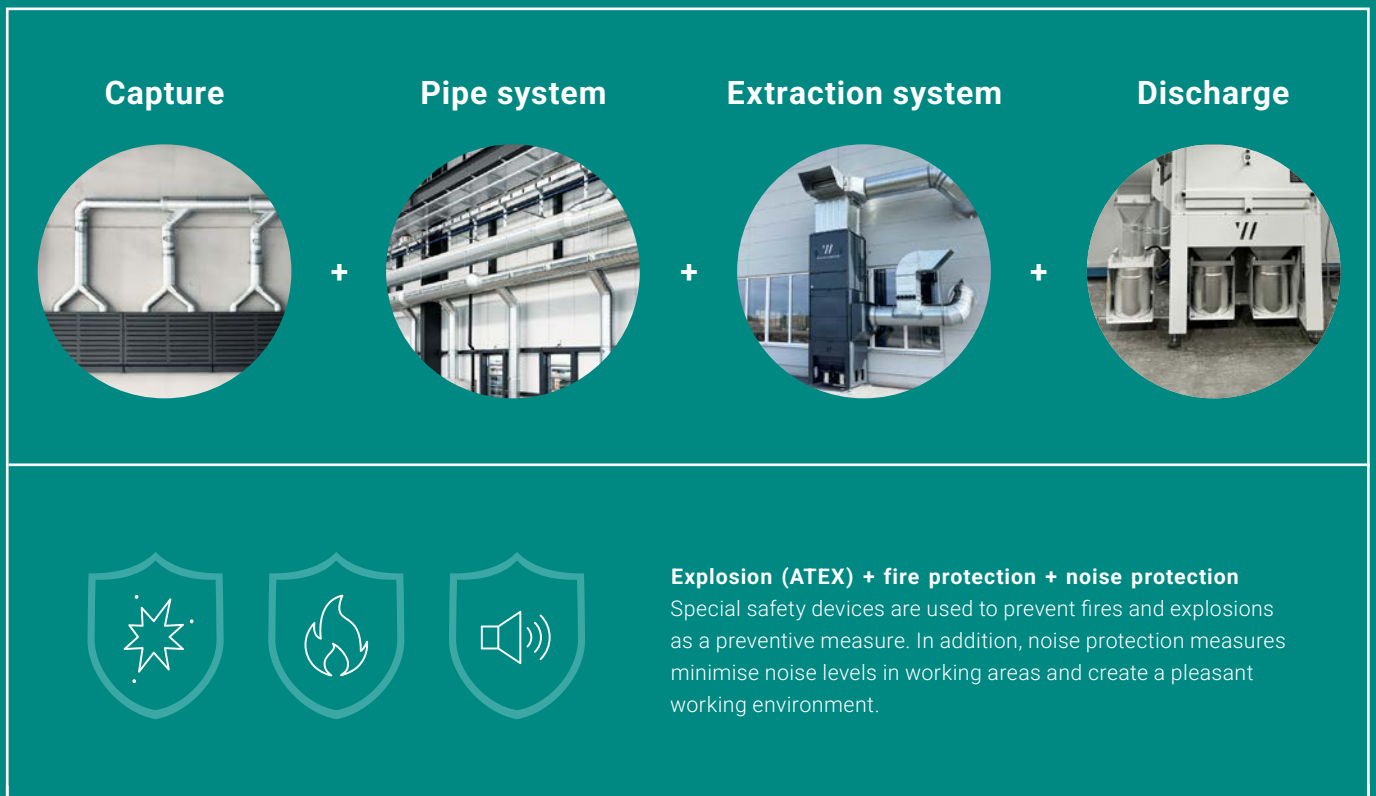 Capture
Pipe system
Extraction system
Discharge
+
+
+
Explosion (ATEX) + fire protection + noise protection
Special safety devices are used to prevent fires and explosions
as a preventive measure. In addition, noise protection measures
minimise noise levels in working areas and create a pleasant
working environment.